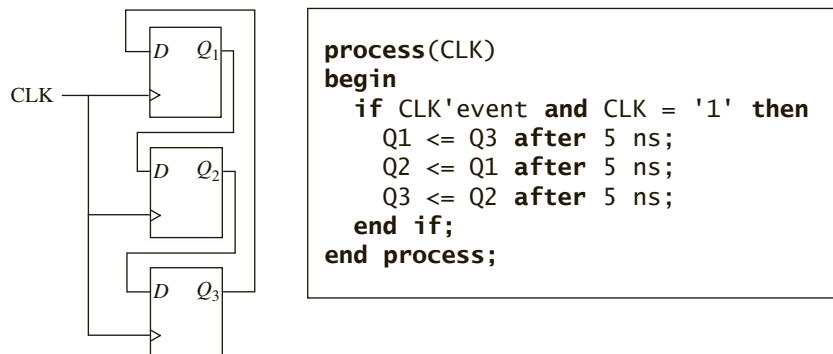 D Q1
CLK
D Q2
D Q3
process(CLK)
begin
if CLK'event and CLK = '1' then
Q1 <= Q3 after 5 ns;
Q2 <= Q1 after 5 ns;
Q3 <= Q2 after 5 ns;
end if;
end process;